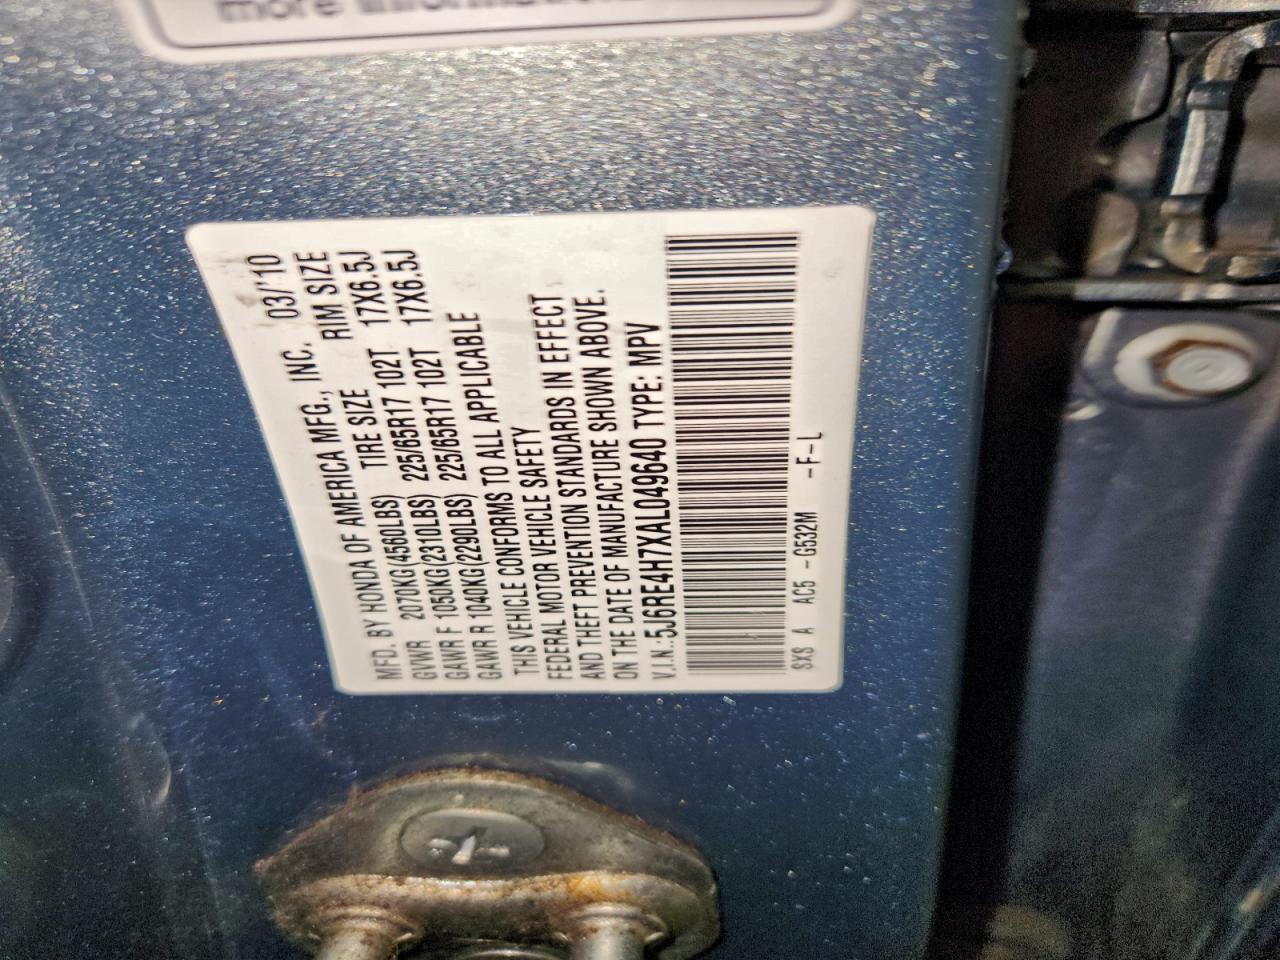 more information
MFD. BY HONDA OF AMERICA MFG., INC. 03/'10
GVWR 2070KG(4560LBS) TIRE SIZE RIM SIZE
GAWR F 1050KG(2310LBS) 225/65R17 102T 17X6.5J
GAWR R 1040KG(2290LBS) 225/65R17 102T 17X6.5J
THIS VEHICLE CONFORMS TO ALL APPLICABLE
FEDERAL MOTOR VEHICLE SAFETY
AND THEFT PREVENTION STANDARDS IN EFFECT
ON THE DATE OF MANUFACTURE SHOWN ABOVE.
V.I.N.: 5J6RE4H7XAL049640 TYPE: MPV
SXS A AC5 -G532M -F-L